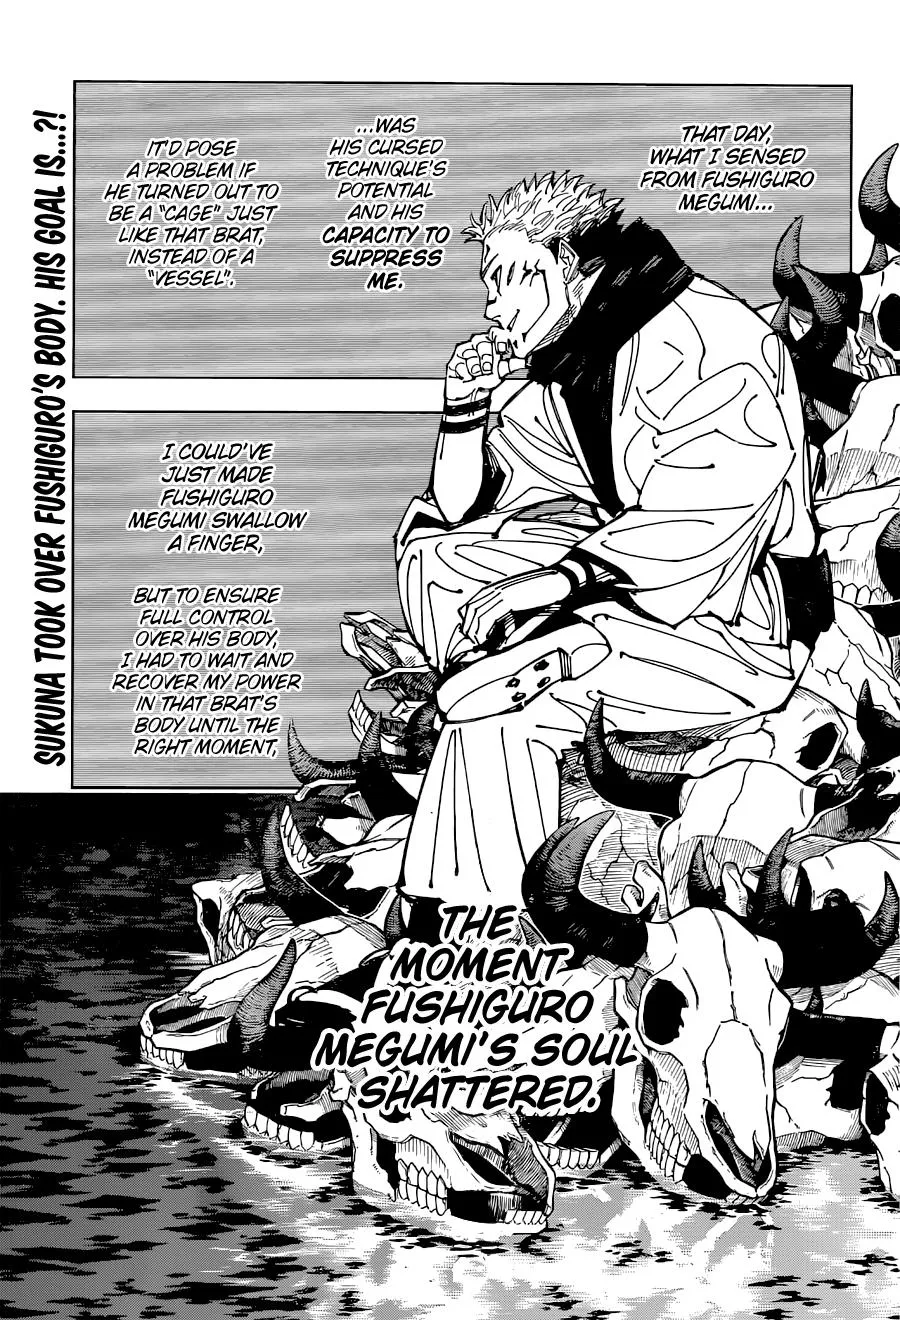 SUKUNA TOOK OVER FUSHIGURO'S BODY. HIS GOAL IS...?!
THAT DAY,
WHAT I SENSED
FROM FUSHIGURO
MEGUMI...
...WAS
HIS CURSED
TECHNIQUE'S
POTENTIAL
AND HIS
CAPACITY TO
SUPPRESS
ME.
IT'D POSE
A PROBLEM IF
HE TURNED OUT TO
BE A "CAGE" JUST
LIKE THAT BRAT,
INSTEAD OF A
"VESSEL".
I COULD'VE
JUST MADE
FUSHIGURO
MEGUMI SWALLOW
A FINGER,
BUT TO ENSURE
FULL CONTROL
OVER HIS BODY,
I HAD TO WAIT AND
RECOVER MY POWER
IN THAT BRAT'S
BODY UNTIL THE
RIGHT MOMENT,
THE
MOMENT
FUSHIGURO
MEGUMI'S SOUL
SHATTERED.